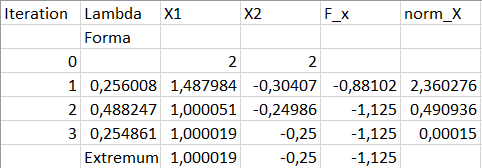 Iteration Lambda X1 X2 F_x norm_X
Forma
0 2 2
1 0,256008 1,487984 -0,30407 -0,88102 2,360276
2 0,488247 1,000051 -0,24986 -1,125 0,490936
3 0,254861 1,000019 -0,25 -1,125 0,00015
Extremum 1,000019 -0,25 -1,125